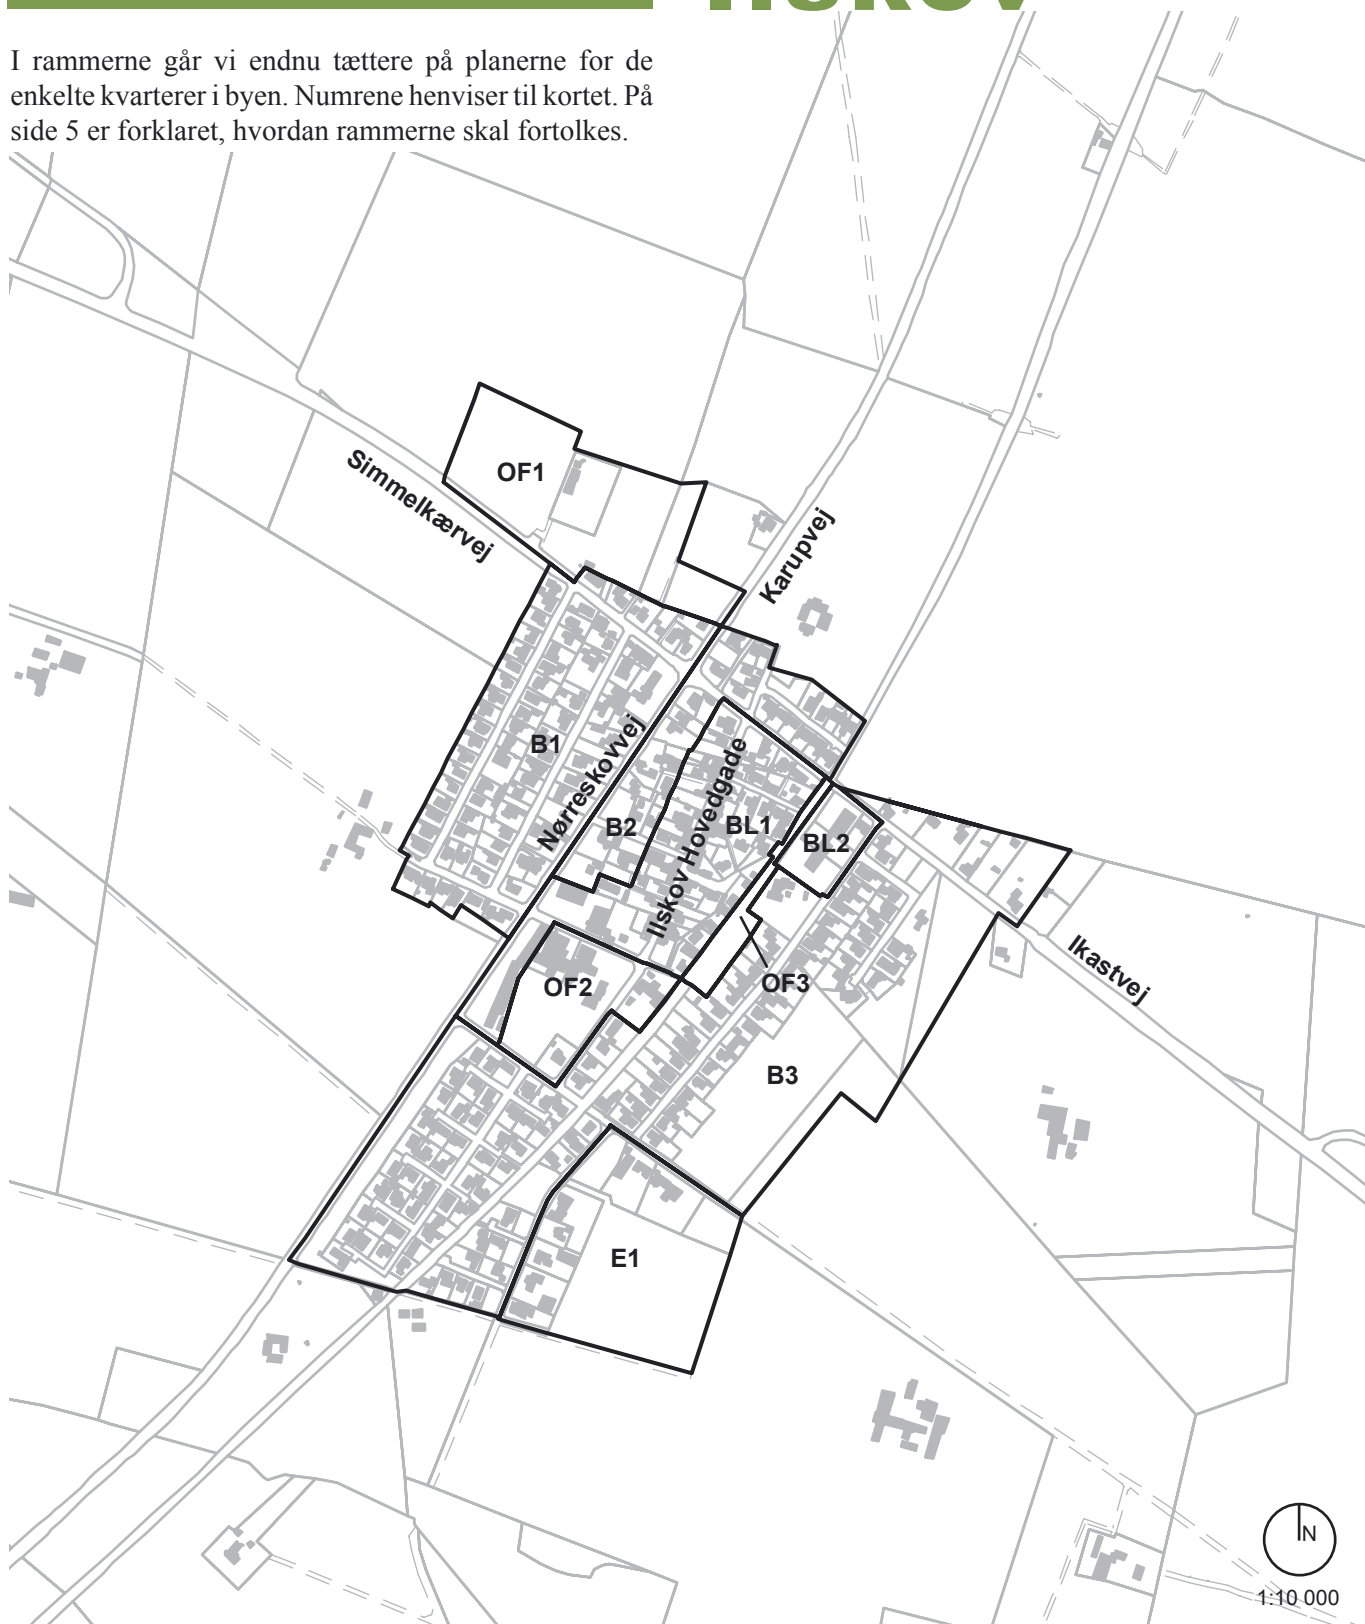 I rammerne går vi endnu tættere på planerne for de
enkelte kvarterer i byen. Numrene henviser til kortet. På
side 5 er forklaret, hvordan rammerne skal fortolkes.
OF1
Simmelkærvej
Karupvej
B1
Nørreskovvej
B2
Ilskov Hovedgade
BL1
BL2
OF2
OF3
Ikastvej
B3
E1
N
1:10 000